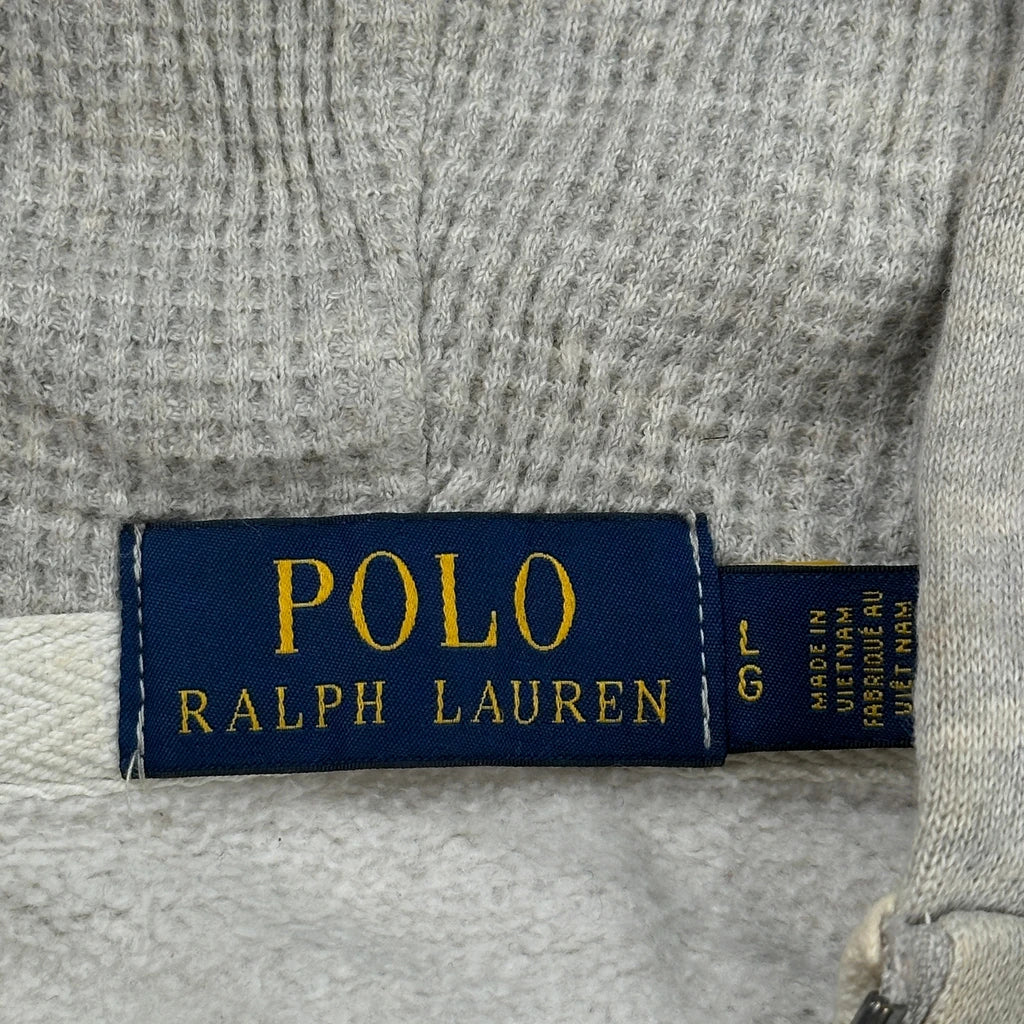 POLO
RALPH LAUREN
L
G
MADE IN
VIETNAM
FABRIQUÉ AU
VIÊT NAM